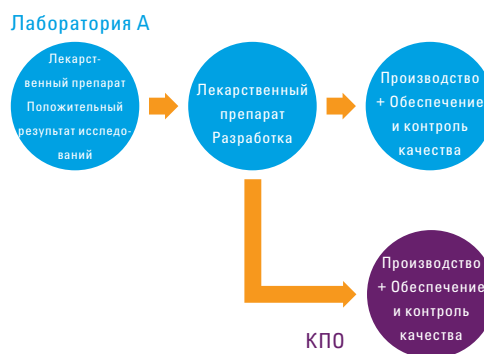 Лаборатория А
Лекарст-
венный препарат
Положительный
результат исследо-
ваний
Лекарственный
препарат
Разработка
Производство
+ Обеспечение
и контроль
качества
Производство
+ Обеспечение
и контроль
качества
КПО